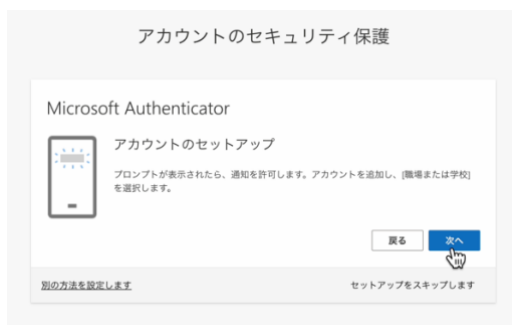 アカウントのセキュリティ保護
Microsoft Authenticator
アカウントのセットアップ
プロンプトが表示されたら、通知を許可します。アカウントを追加し、[職場または学校]
を選択します。
戻る
次へ
別の方法を設定します
セットアップをスキップします